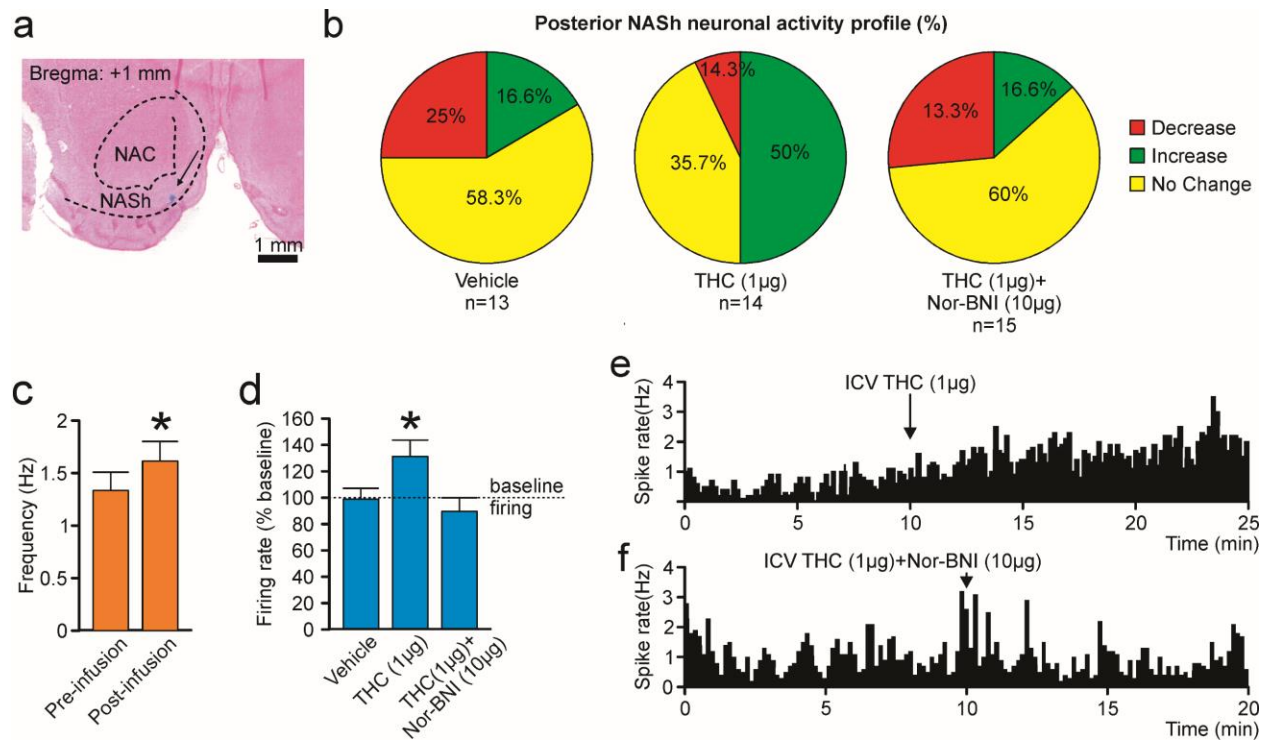 a
Bregma: +1 mm
NAC
NASh
1 mm
b
Posterior NASh neuronal activity profile (%)
25%
16.6%
58.3%
Vehicle
n=13
14.3%
35.7%
50%
THC (1µg)
n=14
13.3%
16.6%
60%
THC (1µg)+
Nor-BNI (10µg)
n=15
Decrease
Increase
No Change
c
Frequency (Hz)
2
1.5
1
0.5
0
Pre-infusion
Post-infusion
*
d
Firing rate (% baseline)
160
140
120
100
80
60
40
20
0
*
baseline
firing
Vehicle
THC (1µg)
THC(1µg)+
Nor-BNI (10µg)
e
ICV THC (1µg)
Spike rate(Hz)
4
3
2
1
0 5 10 15 20 25
Time (min)
f
ICV THC (1µg)+Nor-BNI (10µg)
Spike rate(Hz)
4
3
2
1
0
0 5 10 15 20
Time (min)